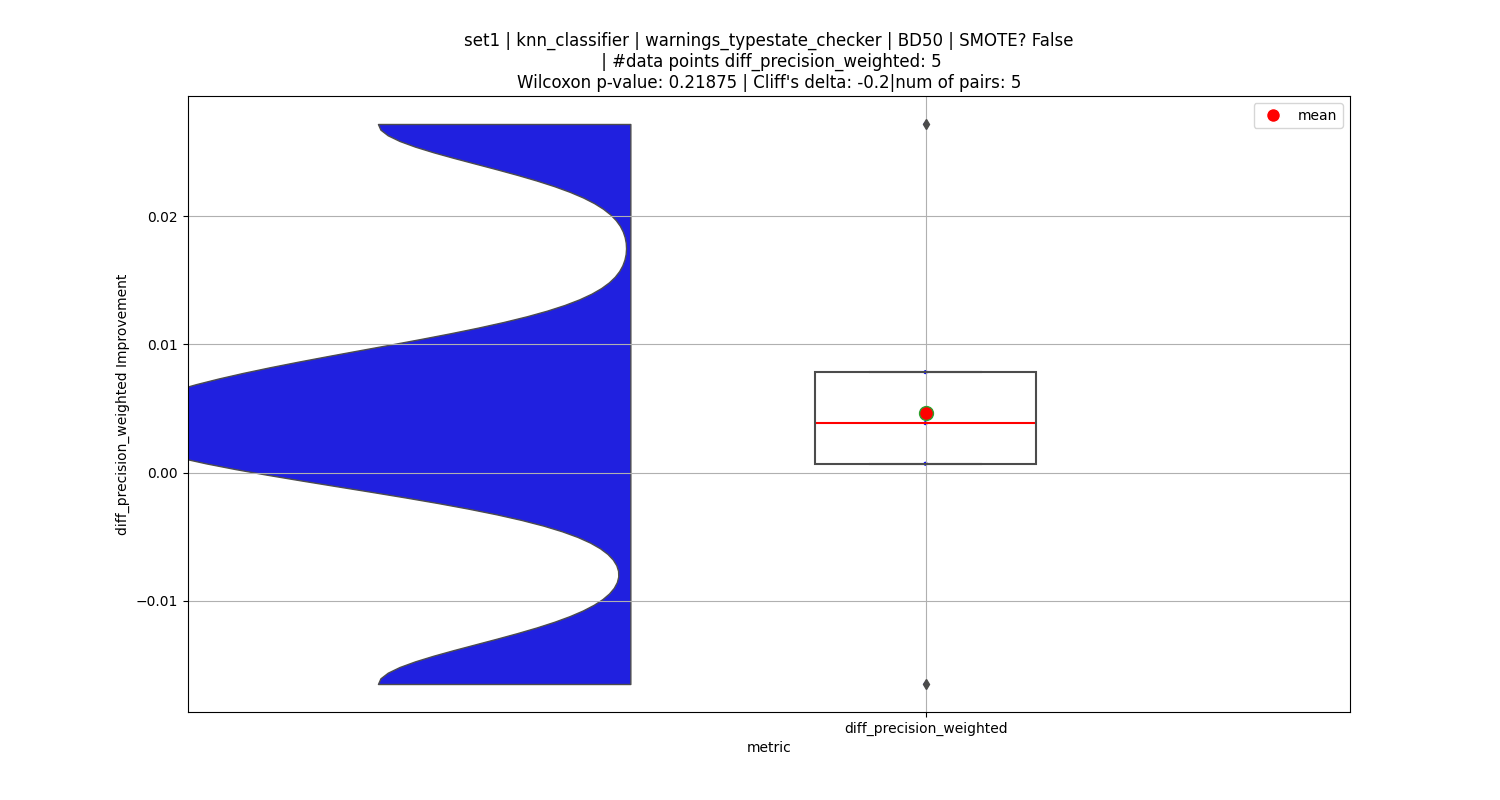 set1 | knn_classifier | warnings_typestate_checker | BD50 | SMOTE? False
| #data points diff_precision_weighted: 5
Wilcoxon p-value: 0.21875 | Cliff's delta: -0.2|num of pairs: 5
mean
diff_precision_weighted Improvement
0.02
0.01
0.00
−0.01
diff_precision_weighted
metric